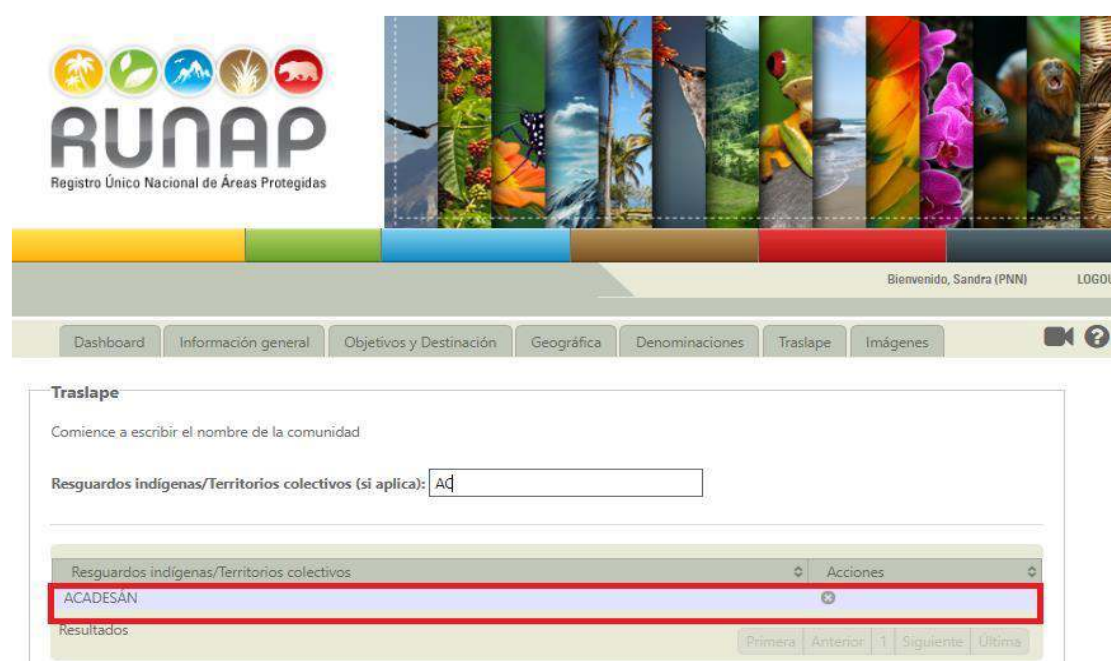 RUNAP
Registro Único Nacional de Áreas Protegidas
Bienvenido, Sandra (PNN) LOGOU
Dashboard Información general Objetivos y Destinación Geográfica Denominaciones Traslape Imágenes
Traslape
Comience a escribir el nombre de la comunidad
Resguardos indígenas/Territorios colectivos (si aplica): AC
Resguardos indígenas/Territorios colectivos Acciones
ACADESÁN
Resultados
Primera Anterior 1 Siguiente Última